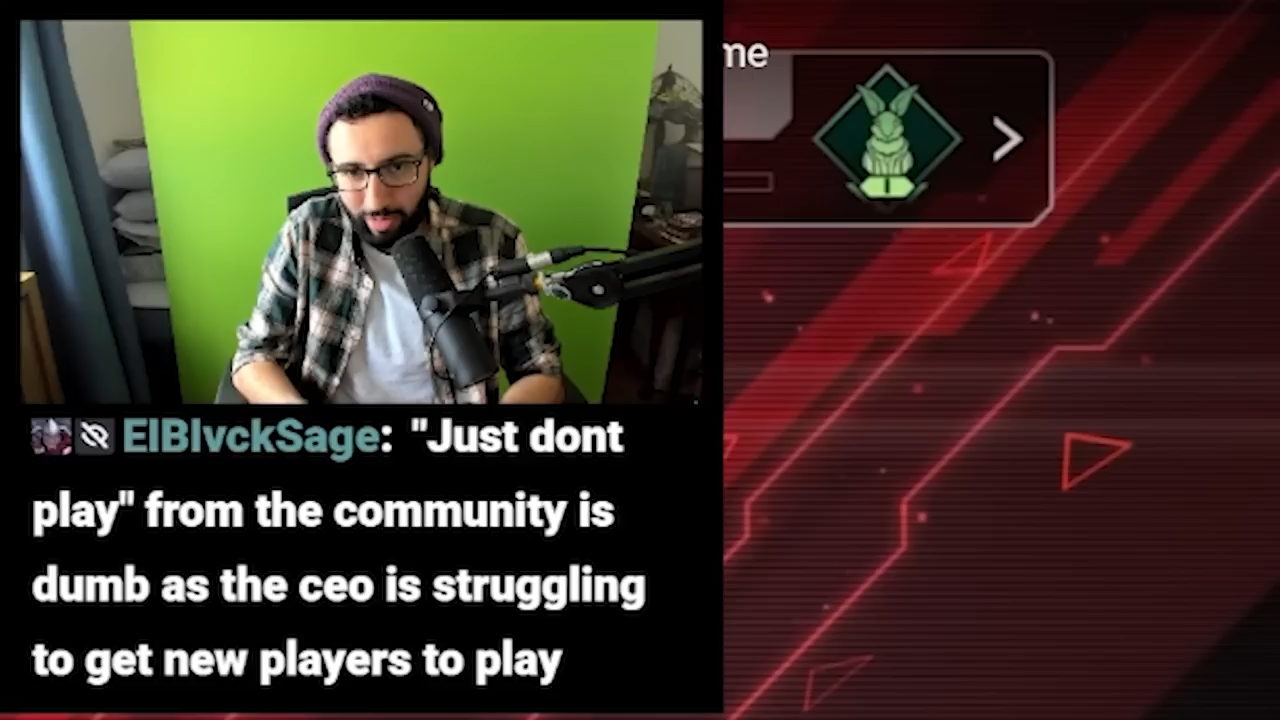 me
ElBlvckSage: "Just dont
play" from the community is
dumb as the ceo is struggling
to get new players to play